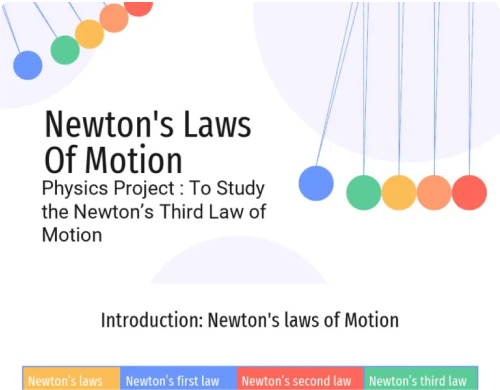 Newton's Laws
Of Motion
Physics Project : To Study
the Newton’s Third Law of
Motion
Introduction: Newton's laws of Motion
Newton’s laws Newton’s first law Newton’s second law Newton’s third law